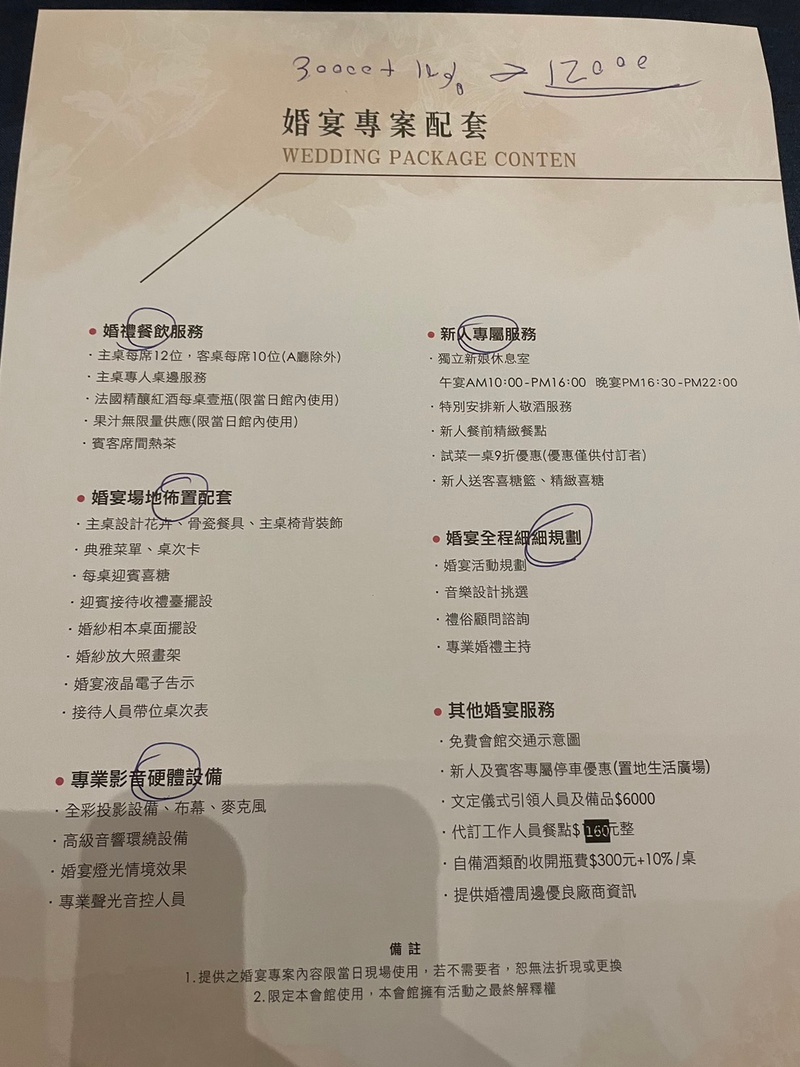 30000+ 1k% → 12000
婚宴專案配套
WEDDING PACKAGE CONTEN
• 婚禮餐飲服務
· 主桌每席12位，客桌每席10位(A廳除外)
· 主桌專人桌邊服務
· 法國精釀紅酒每桌壹瓶(限當日館內使用)
· 果汁無限量供應(限當日館內使用)
· 賓客席間熱茶
• 婚宴場地佈置配套
· 主桌設計花卉、骨瓷餐具、主桌椅背裝飾
· 典雅菜單、桌次卡
· 每桌迎賓喜糖
· 迎賓接待收禮臺擺設
· 婚紗相本桌面擺設
· 婚紗放大照畫架
· 婚宴液晶電子告示
· 接待人員帶位桌次表
• 專業影音硬體設備
· 全彩投影設備、布幕、麥克風
· 高級音響環繞設備
· 婚宴燈光情境效果
· 專業聲光音控人員
• 新人專屬服務
· 獨立新娘休息室
午宴AM10:00-PM16:00 晚宴PM16:30-PM22:00
· 特別安排新人敬酒服務
· 新人餐前精緻餐點
· 試菜一桌9折優惠(優惠僅供付訂者)
· 新人送客喜糖籃、精緻喜糖
• 婚宴全程細細規劃
· 婚宴活動規劃
· 音樂設計挑選
· 禮俗顧問諮詢
· 專業婚禮主持
• 其他婚宴服務
· 免費會館交通示意圖
· 新人及賓客專屬停車優惠(置地生活廣場)
· 文定儀式引領人員及備品$6000
· 代訂工作人員餐點$160元整
· 自備酒類酌收開瓶費$300元+10%/桌
· 提供婚禮周邊優良廠商資訊
備 註
1.提供之婚宴專案內容限當日現場使用，若不需要者，恕無法折現或更換
2.限定本會館使用，本會館擁有活動之最終解釋權